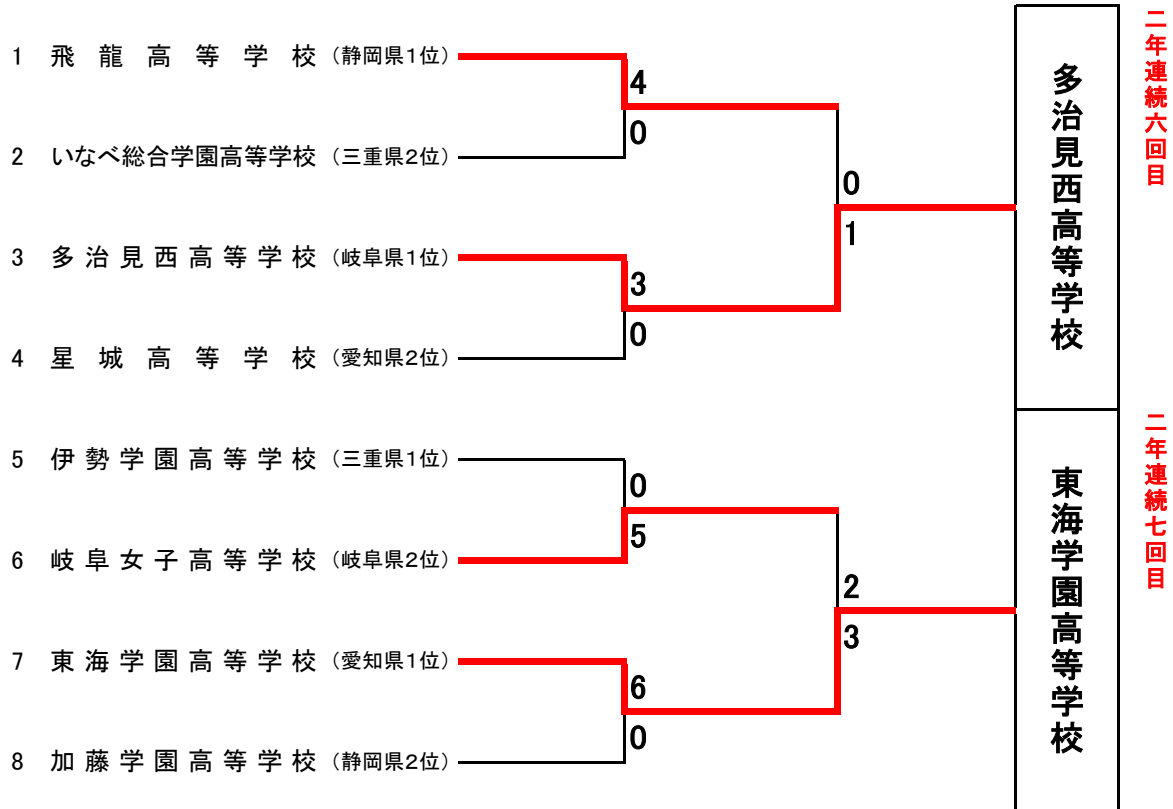 1 飛龍高等学校 (静岡県1位)
4
0
2 いなべ総合学園高等学校 (三重県2位)
0
1
3 多治見西高等学校 (岐阜県1位)
3
0
4 星城高等学校 (愛知県2位)
多治見西高等学校
二年連続六回目
5 伊勢学園高等学校 (三重県1位)
0
5
6 岐阜女子高等学校 (岐阜県2位)
2
3
7 東海学園高等学校 (愛知県1位)
6
0
8 加藤学園高等学校 (静岡県2位)
東海学園高等学校
二年連続七回目